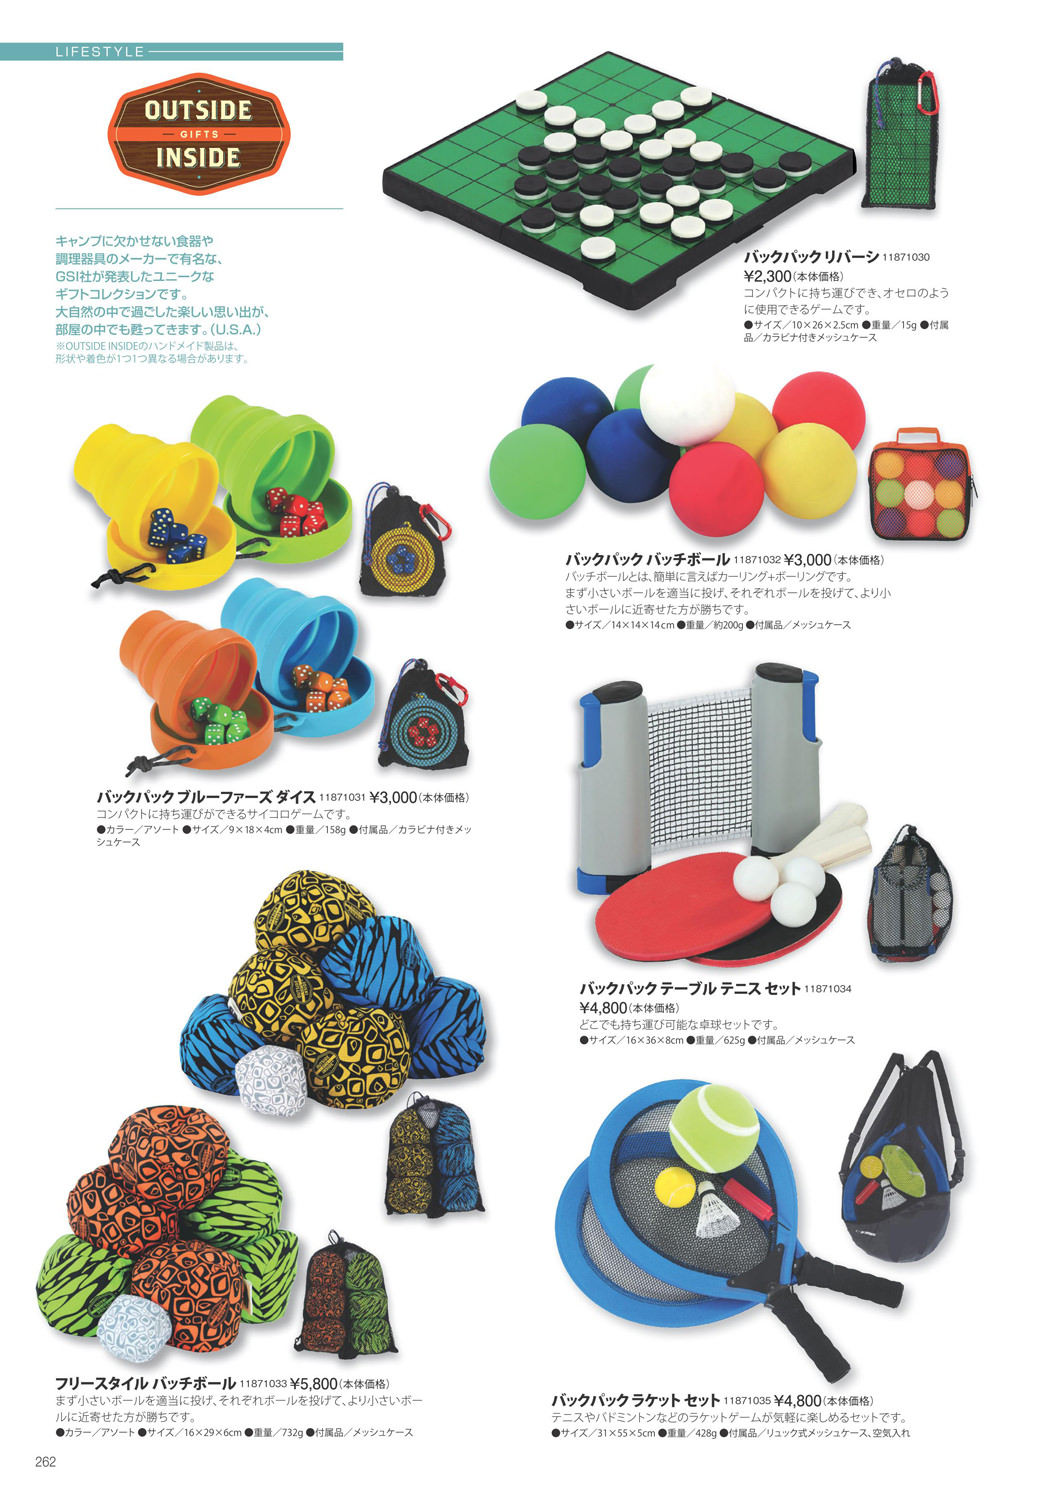 LIFESTYLE
OUTSIDE
GIFTS
INSIDE
キャンプに欠かせない食器や
調理器具のメーカーで有名な、
GSI社が発表したユニークな
ギフトコレクションです。
大自然の中で過ごした楽しい思い出が、
部屋の中でも甦ってきます。（U.S.A.）
※OUTSIDE INSIDEのハンドメイド製品は、
形状や着色が1つ1つ異なる場合があります。
バックパック リバーシ 11871030
¥2,300（本体価格）
コンパクトに持ち運びでき、オセロのよう
に使用できるゲームです。
●サイズ／10×26×2.5cm ●重量／15g ●付属
品／カラビナ付きメッシュケース
バックパック バッチボール 11871032 ¥3,000（本体価格）
バッチボールとは、簡単に言えばカーリング+ボーリングです。
まず小さいボールを適当に投げ、それぞれボールを投げて、より小
さいボールに近寄せた方が勝ちです。
●サイズ／14×14×14cm ●重量／約200g ●付属品／メッシュケース
バックパック ブルーファーズ ダイス 11871031 ¥3,000（本体価格）
コンパクトに持ち運びができるサイコロゲームです。
●カラー／アソート ●サイズ／9×18×4cm ●重量／158g ●付属品／カラビナ付きメッ
シュケース
バックパック テーブル テニス セット 11871034
¥4,800（本体価格）
どこでも持ち運び可能な卓球セットです。
●サイズ／16×36×8cm ●重量／625g ●付属品／メッシュケース
フリースタイル バッチボール 11871033 ¥5,800（本体価格）
まず小さいボールを適当に投げ、それぞれボールを投げて、より小さいボー
ルに近寄せた方が勝ちです。
●カラー／アソート ●サイズ／16×29×6cm ●重量／732g ●付属品／メッシュケース
バックパック ラケット セット 11871035 ¥4,800（本体価格）
テニスやバドミントンなどのラケットゲームが気軽に楽しめるセットです。
●サイズ／31×55×5cm ●重量／428g ●付属品／リュック式メッシュケース、空気入れ
262